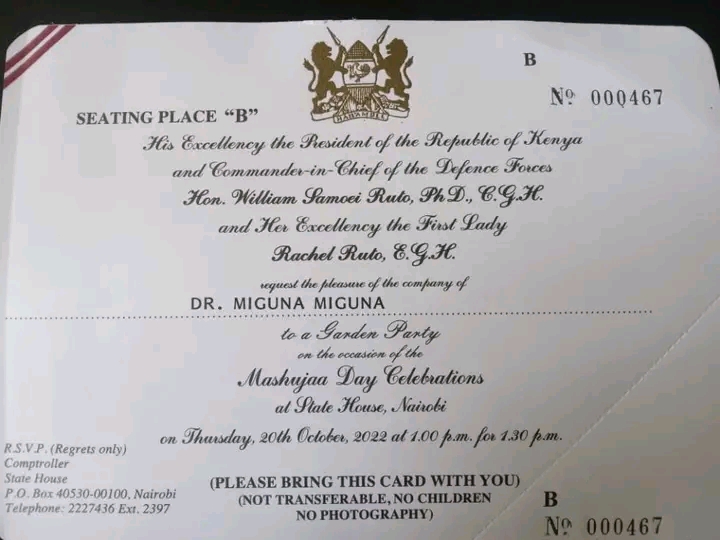 B
Nº 000467
HARAMBEE
SEATING PLACE “B”
His Excellency the President of the Republic of Kenya
and Commander-in-Chief of the Defence Forces
Hon. William Samoei Ruto, Ph.D., C.G.H.
and Her Excellency the First Lady
Rachel Ruto, E.G.H.
request the pleasure of the company of
DR. MIGUNA MIGUNA
to a Garden Party
on the occasion of the
Mashujaa Day Celebrations
at State House, Nairobi
on Thursday, 20th October, 2022 at 1.00 p.m. for 1.30 p.m.
R.S.V.P. (Regrets only)
Comptroller
State House
P.O. Box 40530-00100, Nairobi
Telephone: 2227436 Ext. 2397
(PLEASE BRING THIS CARD WITH YOU)
(NOT TRANSFERABLE, NO CHILDREN
NO PHOTOGRAPHY)
B
Nº 000467